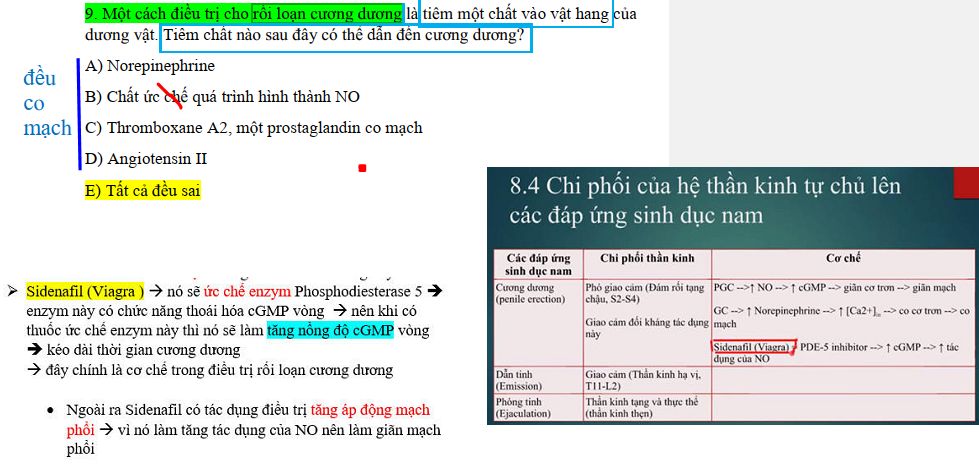 9. Một cách điều trị cho rối loạn cương dương là tiêm một chất vào vật hang của
dương vật. Tiêm chất nào sau đây có thể dẫn đến cương dương?
đều
co
mạch
A) Norepinephrine
B) Chất ức chế quá trình hình thành NO
C) Thromboxane A2, một prostaglandin co mạch
D) Angiotensin II
E) Tất cả đều sai
➢ Sidenafil (Viagra ) → nó sẽ ức chế enzym Phosphodiesterase 5 →
enzym này có chức năng thoái hóa cGMP vòng → nên khi có
thuốc ức chế enzym này thì nó sẽ làm tăng nồng độ cGMP vòng
→ kéo dài thời gian cương dương
→ đây chính là cơ chế trong điều trị rối loạn cương dương
• Ngoài ra Sidenafil có tác dụng điều trị tăng áp động mạch
phổi → vì nó làm tăng tác dụng của NO nên làm giãn mạch
phổi
8.4 Chi phối của hệ thần kinh tự chủ lên
các đáp ứng sinh dục nam
Các đáp ứng
sinh dục nam
Chi phối thần kinh
Cơ chế
Cương dương
(penile erection)
Phó giao cảm (Đám rối tạng
chậu, S2-S4)
Giao cảm đối kháng tác dụng
này
PGC -->↑ NO --> ↑ cGMP --> giãn cơ trơn --> giãn mạch
GC --> ↑ Norepinephrine --> ↑ [Ca2+]in --> co cơ trơn --> co
mạch
Sidenafil (Viagra) - PDE-5 inhibitor --> ↑ cGMP --> ↑ tác
dụng của NO
Dẫn tinh
(Emission)
Giao cảm (Thần kinh hạ vị,
T11-L2)
Phóng tinh
(Ejaculation)
Thần kinh tạng và thực thể
(thần kinh thẹn)